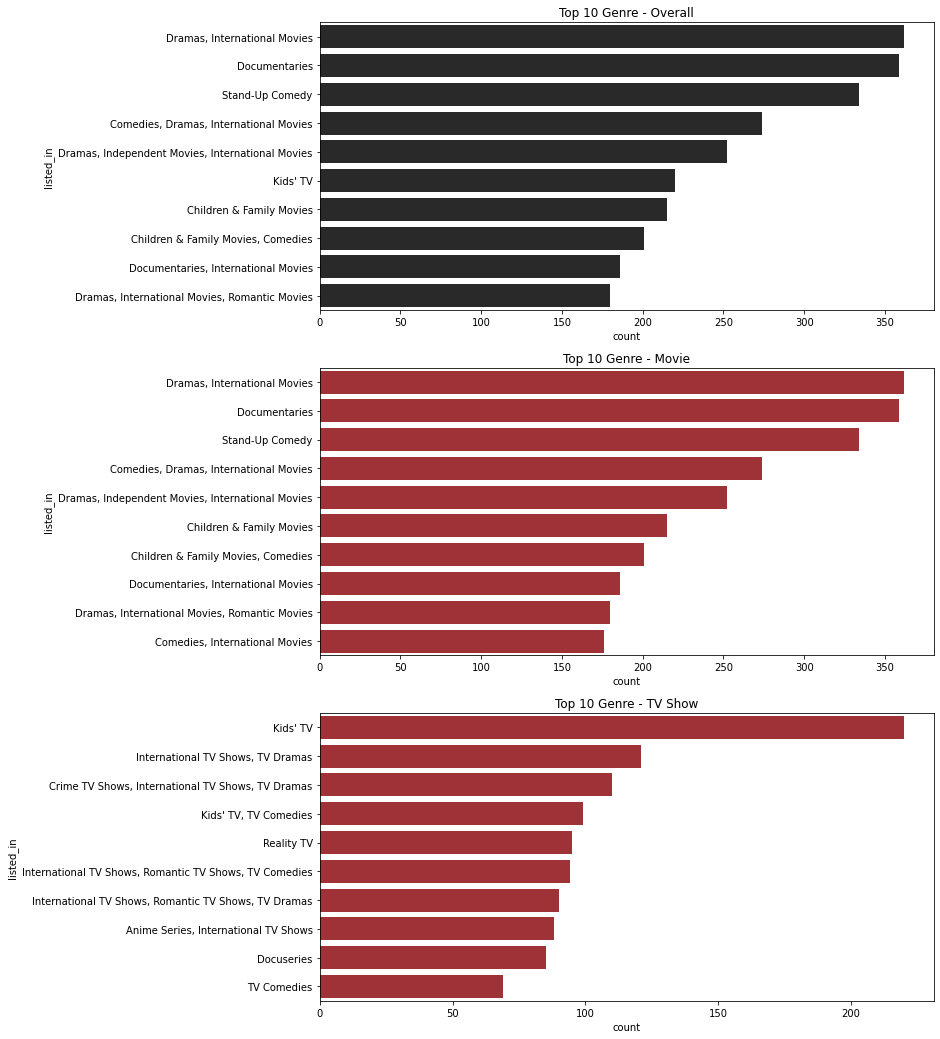 Top 10 Genre - Overall
Dramas, International Movies
Documentaries
Stand-Up Comedy
Comedies, Dramas, International Movies
Dramas, Independent Movies, International Movies
Kids' TV
Children & Family Movies
Children & Family Movies, Comedies
Documentaries, International Movies
Dramas, International Movies, Romantic Movies
listed_in
0 50 100 150 200 250 300 350
count
Top 10 Genre - Movie
Dramas, International Movies
Documentaries
Stand-Up Comedy
Comedies, Dramas, International Movies
Dramas, Independent Movies, International Movies
Children & Family Movies
Children & Family Movies, Comedies
Documentaries, International Movies
Dramas, International Movies, Romantic Movies
Comedies, International Movies
listed_in
0 50 100 150 200 250 300 350
count
Top 10 Genre - TV Show
Kids' TV
International TV Shows, TV Dramas
Crime TV Shows, International TV Shows, TV Dramas
Kids' TV, TV Comedies
Reality TV
International TV Shows, Romantic TV Shows, TV Comedies
International TV Shows, Romantic TV Shows, TV Dramas
Anime Series, International TV Shows
Docuseries
TV Comedies
listed_in
0 50 100 150 200
count